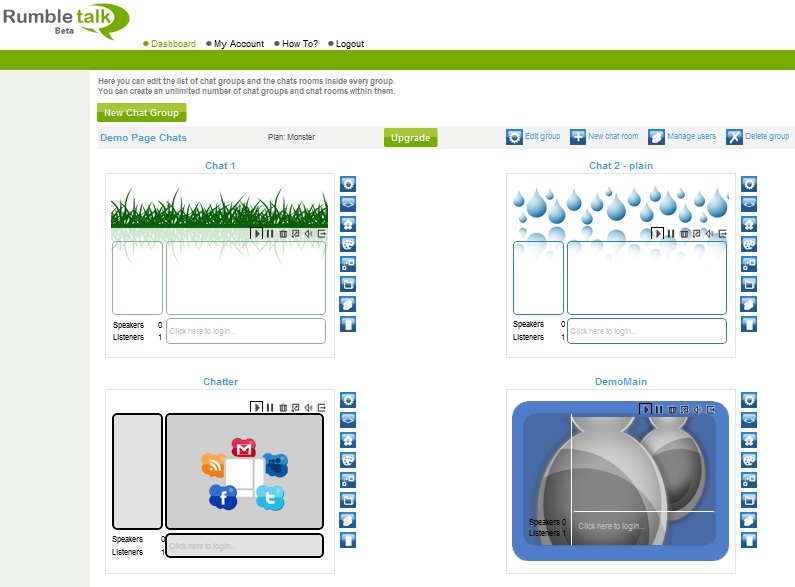 Rumble talk
Beta
Dashboard My Account How To? Logout
Here you can edit the list of chat groups and the chats rooms inside every group.
You can create an unlimited number of chat groups and chat rooms within them.
New Chat Group
Demo Page Chats Plan: Monster Upgrade Edit group New chat room Manage users Delete group
Chat 1 Chat 2 - plain
Speakers 0 Speakers 0
Listeners 1 Click here to login... Listeners 1 Click here to login...
Chatter DemoMain
Speakers 0 Speakers 0
Listeners 1 Click here to login... Listeners 1 Click here to login...